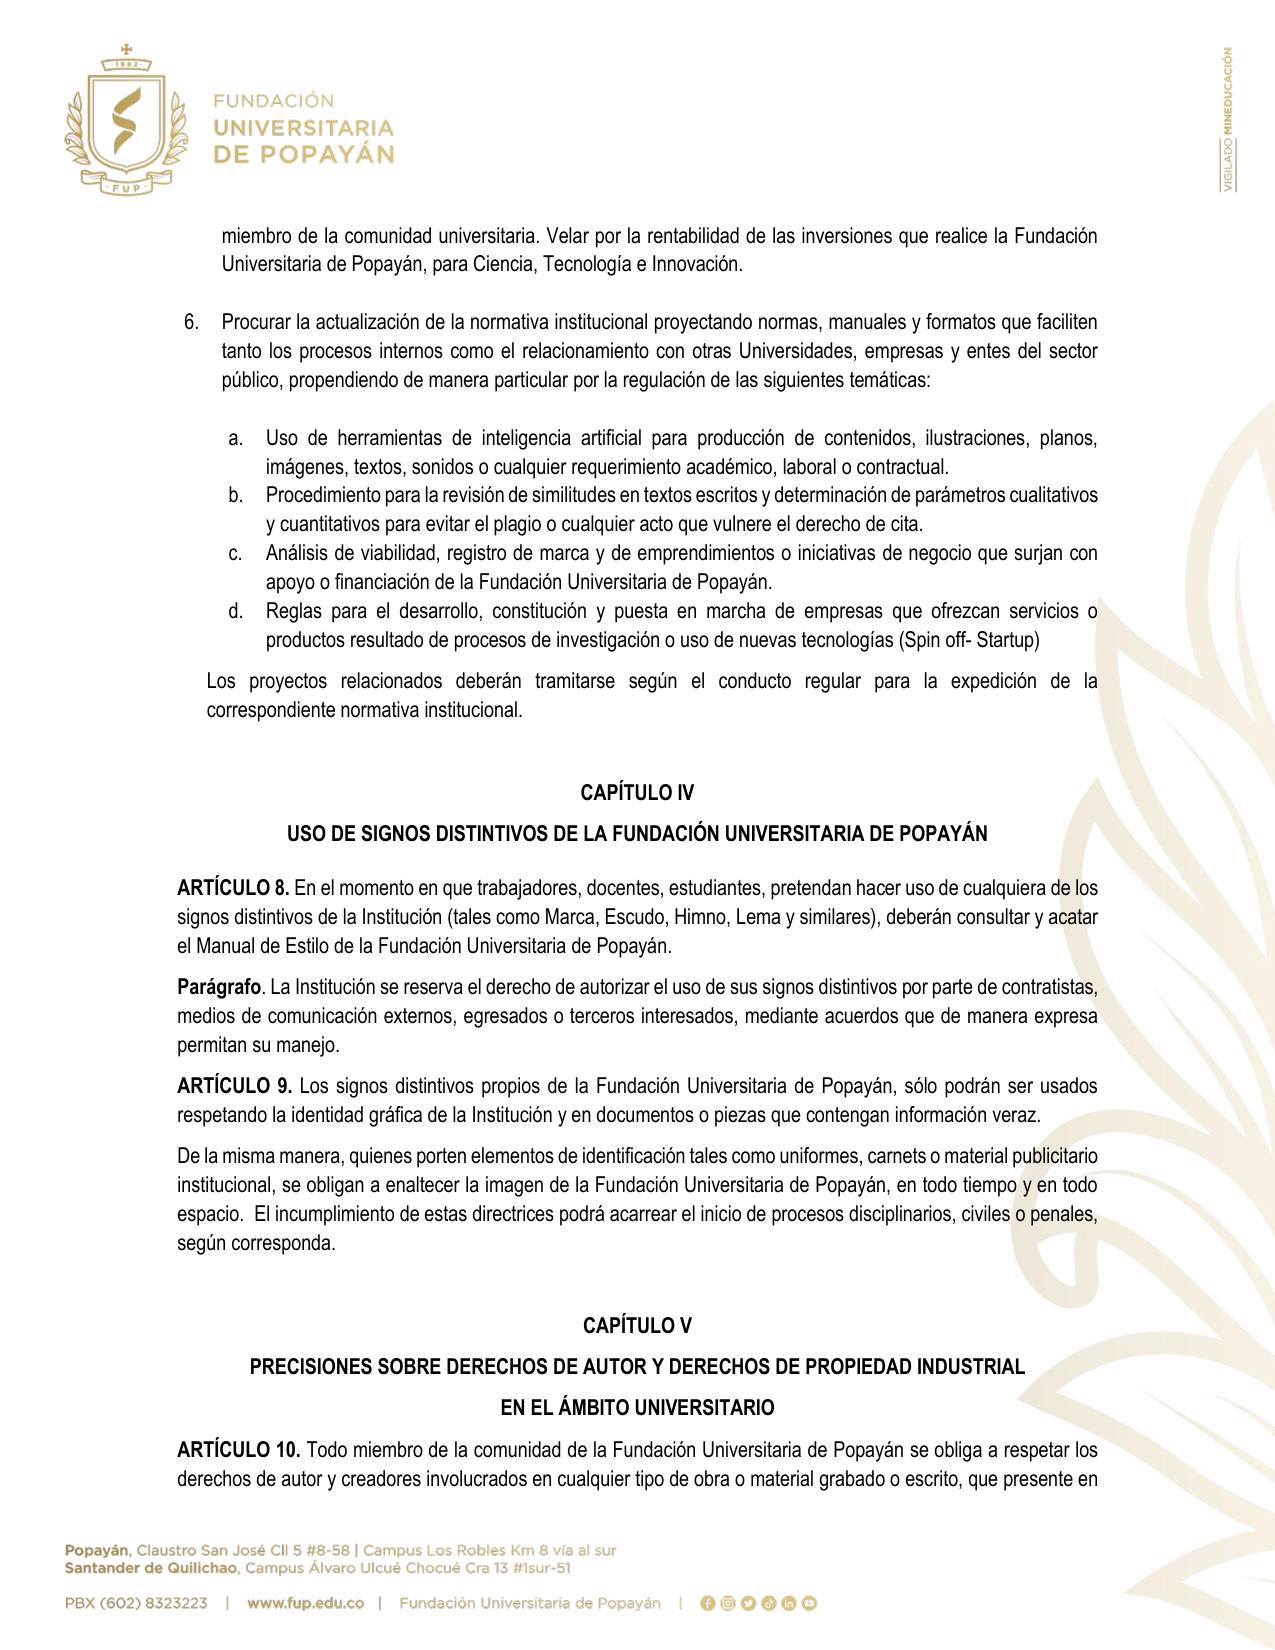 · 1982 ·
· FUP ·
FUNDACIÓN
UNIVERSITARIA
DE POPAYÁN
VIGILADO MINEDUCACIÓN
miembro de la comunidad universitaria. Velar por la rentabilidad de las inversiones que realice la Fundación
Universitaria de Popayán, para Ciencia, Tecnología e Innovación.
6. Procurar la actualización de la normativa institucional proyectando normas, manuales y formatos que faciliten
tanto los procesos internos como el relacionamiento con otras Universidades, empresas y entes del sector
público, propendiendo de manera particular por la regulación de las siguientes temáticas:
a. Uso de herramientas de inteligencia artificial para producción de contenidos, ilustraciones, planos,
imágenes, textos, sonidos o cualquier requerimiento académico, laboral o contractual.
b. Procedimiento para la revisión de similitudes en textos escritos y determinación de parámetros cualitativos
y cuantitativos para evitar el plagio o cualquier acto que vulnere el derecho de cita.
c. Análisis de viabilidad, registro de marca y de emprendimientos o iniciativas de negocio que surjan con
apoyo o financiación de la Fundación Universitaria de Popayán.
d. Reglas para el desarrollo, constitución y puesta en marcha de empresas que ofrezcan servicios o
productos resultado de procesos de investigación o uso de nuevas tecnologías (Spin off- Startup)
Los proyectos relacionados deberán tramitarse según el conducto regular para la expedición de la
correspondiente normativa institucional.
CAPÍTULO IV
USO DE SIGNOS DISTINTIVOS DE LA FUNDACIÓN UNIVERSITARIA DE POPAYÁN
ARTÍCULO 8. En el momento en que trabajadores, docentes, estudiantes, pretendan hacer uso de cualquiera de los
signos distintivos de la Institución (tales como Marca, Escudo, Himno, Lema y similares), deberán consultar y acatar
el Manual de Estilo de la Fundación Universitaria de Popayán.
Parágrafo. La Institución se reserva el derecho de autorizar el uso de sus signos distintivos por parte de contratistas,
medios de comunicación externos, egresados o terceros interesados, mediante acuerdos que de manera expresa
permitan su manejo.
ARTÍCULO 9. Los signos distintivos propios de la Fundación Universitaria de Popayán, sólo podrán ser usados
respetando la identidad gráfica de la Institución y en documentos o piezas que contengan información veraz.
De la misma manera, quienes porten elementos de identificación tales como uniformes, carnets o material publicitario
institucional, se obligan a enaltecer la imagen de la Fundación Universitaria de Popayán, en todo tiempo y en todo
espacio. El incumplimiento de estas directrices podrá acarrear el inicio de procesos disciplinarios, civiles o penales,
según corresponda.
CAPÍTULO V
PRECISIONES SOBRE DERECHOS DE AUTOR Y DERECHOS DE PROPIEDAD INDUSTRIAL
EN EL ÁMBITO UNIVERSITARIO
ARTÍCULO 10. Todo miembro de la comunidad de la Fundación Universitaria de Popayán se obliga a respetar los
derechos de autor y creadores involucrados en cualquier tipo de obra o material grabado o escrito, que presente en
Popayán, Claustro San José Cll 5 #8-58 | Campus Los Robles Km 8 vía al sur
Santander de Quilichao, Campus Álvaro Ulcué Chocué Cra 13 #1sur-51
PBX (602) 8323223 | www.fup.edu.co | Fundación Universitaria de Popayán |